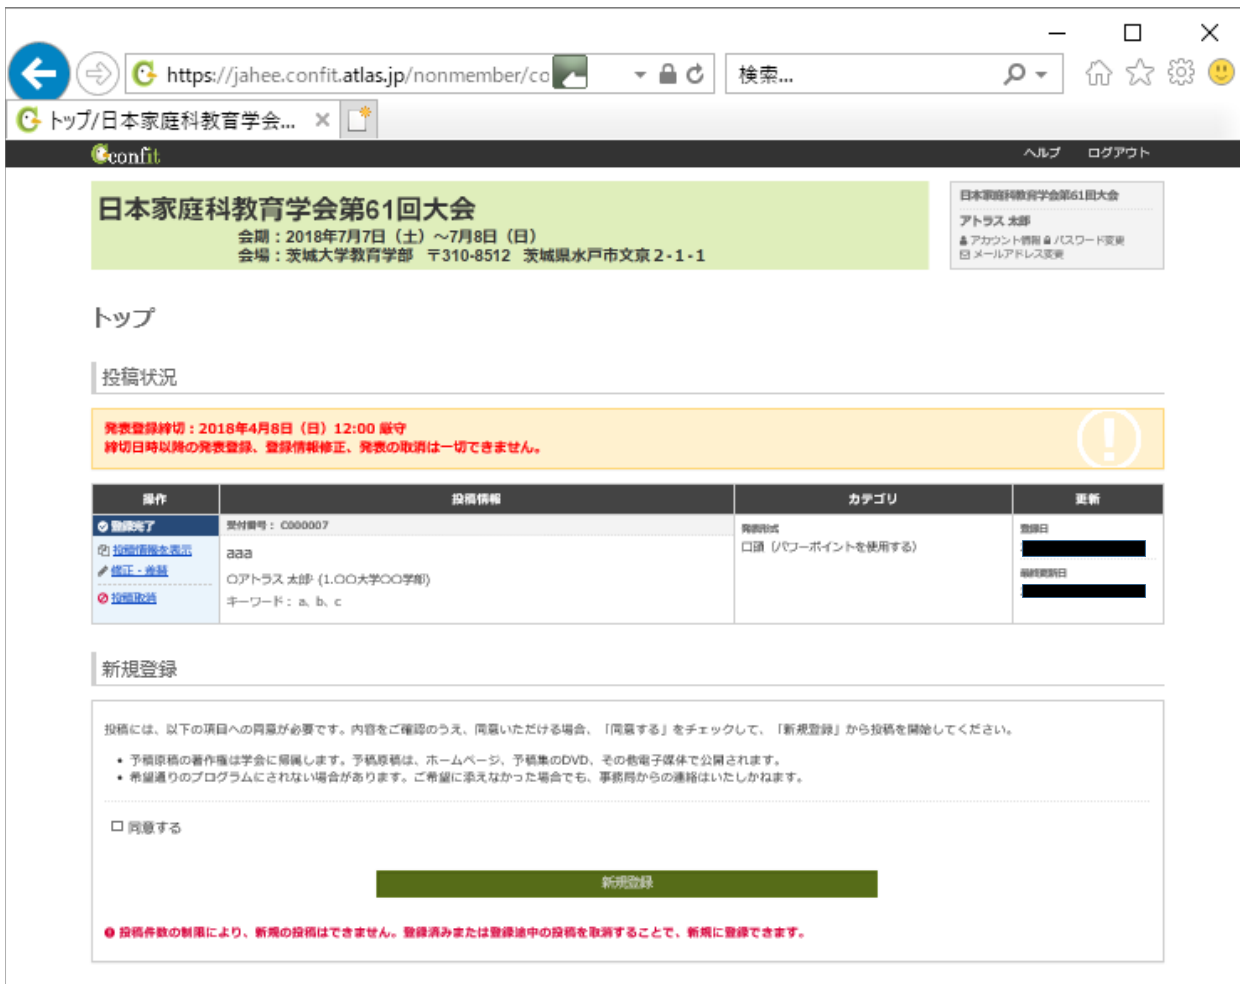 https://jahee.confit.atlas.jp/nonmember/co
検索...
トップ/日本家庭科教育学会...
confit
ヘルプ ログアウト
日本家庭科教育学会第61回大会
会期：2018年7月7日（土）～7月8日（日）
会場：茨城大学教育学部 〒310-8512 茨城県水戸市文京２-１-１
日本家庭科教育学会第61回大会
アトラス 太郎
アカウント情報 パスワード変更
メールアドレス変更
トップ
投稿状況
発表登録締切：2018年4月8日（日）12:00 厳守
締切日時以降の発表登録、登録情報修正、発表の取消は一切できません。
操作 投稿情報 カテゴリ 更新
登録完了
投稿情報を表示
修正・差替
投稿取消
受付番号： C000007
aaa
○アトラス 太郎 (1.○○大学○○学部)
キーワード： a、b、c
発表形式
口頭（パワーポイントを使用する）
登録日
最終更新日
新規登録
投稿には、以下の項目への同意が必要です。内容をご確認のうえ、同意いただける場合、「同意する」をチェックして、「新規登録」から投稿を開始してください。
• 予稿原稿の著作権は学会に帰属します。予稿原稿は、ホームページ、予稿集のDVD、その他電子媒体で公開されます。
• 希望通りのプログラムにされない場合があります。ご希望に添えなかった場合でも、事務局からの連絡はいたしかねます。
同意する
新規登録
投稿件数の制限により、新規の投稿はできません。登録済みまたは登録途中の投稿を取消することで、新規に登録できます。